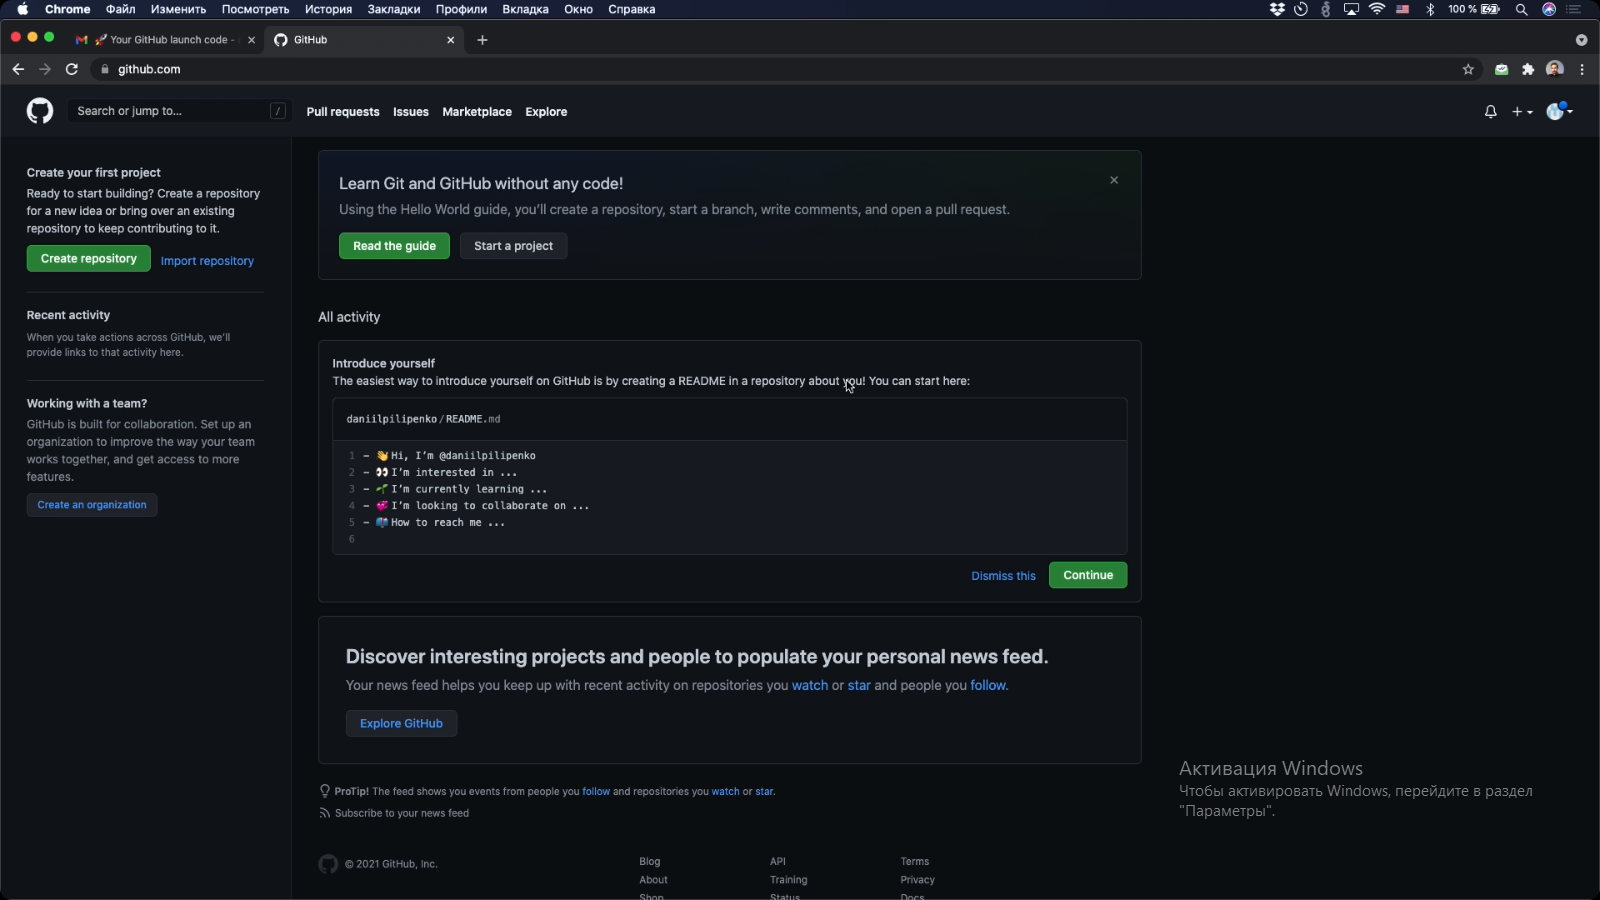 Chrome Файл Изменить Посмотреть История Закладки Профили Вкладка Окно Справка 100 %
Your GitHub launch code - GitHub
github.com
Search or jump to... / Pull requests Issues Marketplace Explore
Create your first project
Ready to start building? Create a repository
for a new idea or bring over an existing
repository to keep contributing to it.
Create repository Import repository
Recent activity
When you take actions across GitHub, we'll
provide links to that activity here.
Working with a team?
GitHub is built for collaboration. Set up an
organization to improve the way your team
works together, and get access to more
features.
Create an organization
Learn Git and GitHub without any code!
Using the Hello World guide, you'll create a repository, start a branch, write comments, and open a pull request.
Read the guide Start a project
All activity
Introduce yourself
The easiest way to introduce yourself on GitHub is by creating a README in a repository about you! You can start here:
daniilpilipenko/README.md
1 - 👋 Hi, I'm @daniilpilipenko
2 - 👀 I'm interested in ...
3 - 🌱 I'm currently learning ...
4 - 💞️ I'm looking to collaborate on ...
5 - 📫 How to reach me ...
6
Dismiss this Continue
Discover interesting projects and people to populate your personal news feed.
Your news feed helps you keep up with recent activity on repositories you watch or star and people you follow.
Explore GitHub
ProTip! The feed shows you events from people you follow and repositories you watch or star.
Subscribe to your news feed
© 2021 GitHub, Inc.
Blog API Terms
About Training Privacy
Shop Status Docs
Активация Windows
Чтобы активировать Windows, перейдите в раздел
"Параметры".